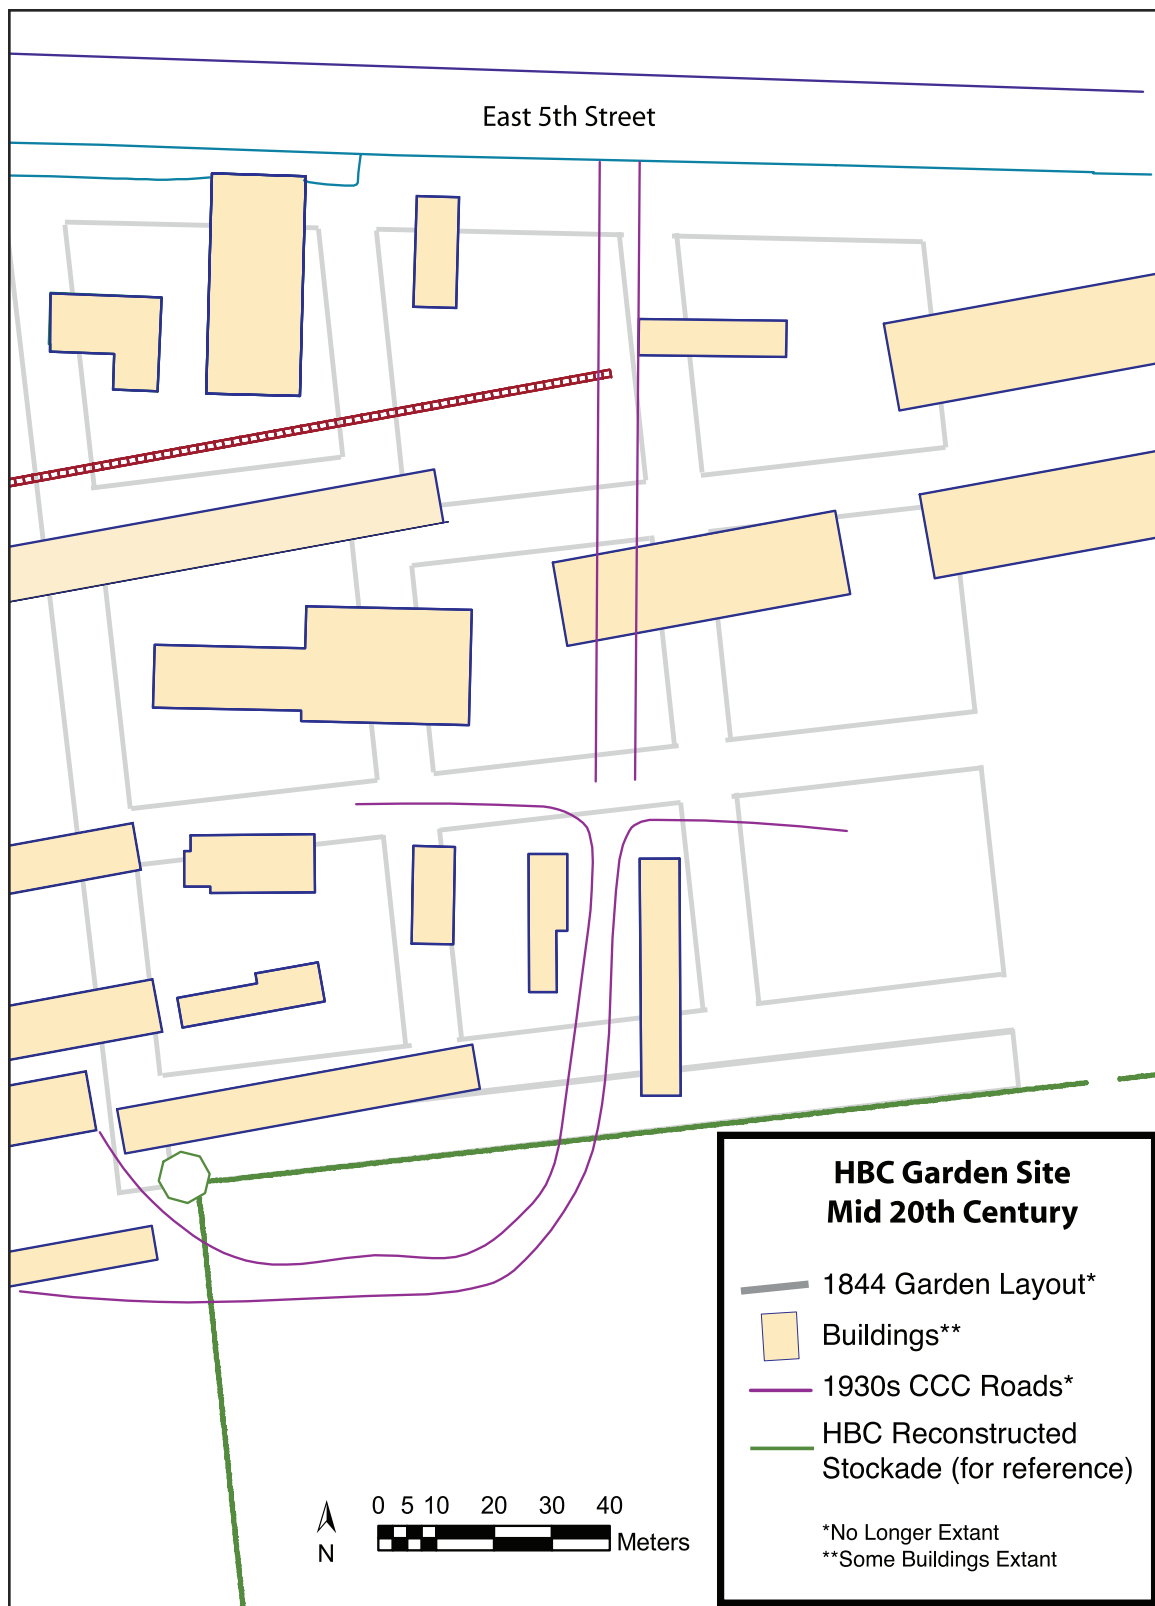 East 5th Street
HBC Garden Site
Mid 20th Century
1844 Garden Layout*
Buildings**
1930s CCC Roads*
HBC Reconstructed
Stockade (for reference)
*No Longer Extant
**Some Buildings Extant
0 5 10 20 30 40
Meters
N